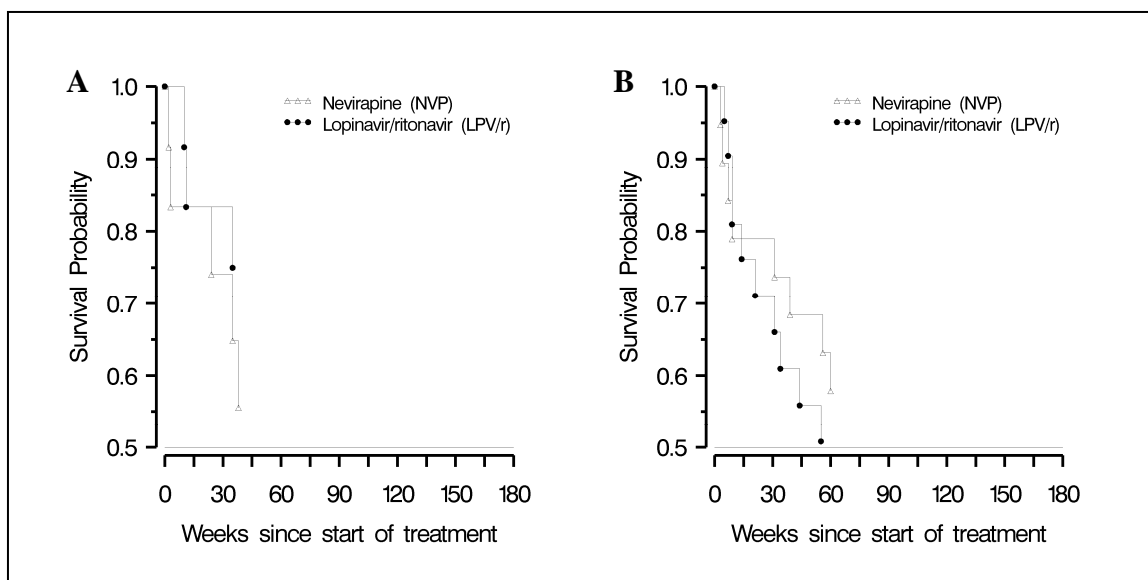 A
Nevirapine (NVP)
Lopinavir/ritonavir (LPV/r)
1.0
0.9
0.8
0.7
0.6
0.5
Survival Probability
0 30 60 90 120 150 180
Weeks since start of treatment
B
Nevirapine (NVP)
Lopinavir/ritonavir (LPV/r)
1.0
0.9
0.8
0.7
0.6
0.5
Survival Probability
0 30 60 90 120 150 180
Weeks since start of treatment